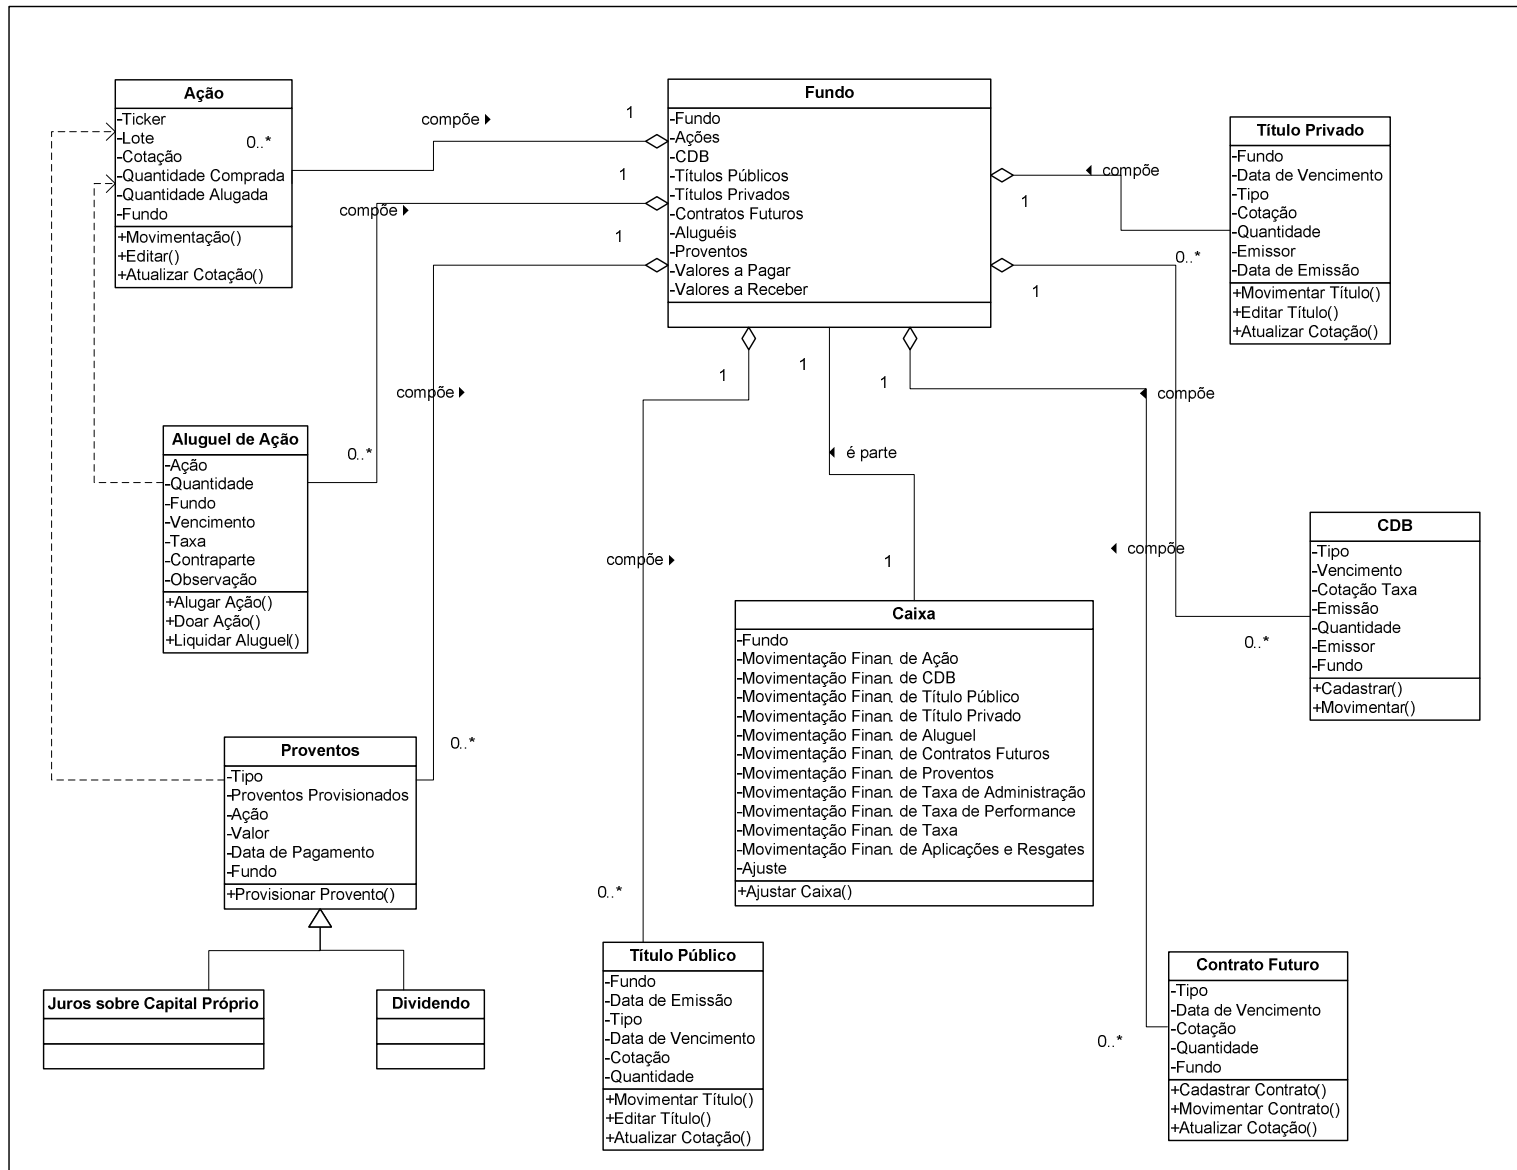 Ação
-Ticker
-Lote
-Cotação
-Quantidade Comprada
-Quantidade Alugada
-Fundo
+Movimentação()
+Editar()
+Atualizar Cotação()
0..*
compõe
1
Fundo
-Fundo
-Ações
-CDB
-Títulos Públicos
-Títulos Privados
-Contratos Futuros
-Aluguéis
-Proventos
-Valores a Pagar
-Valores a Receber
compõe
1
0..*
Título Privado
-Fundo
-Data de Vencimento
-Tipo
-Cotação
-Quantidade
-Emissor
-Data de Emissão
+Movimentar Título()
+Editar Título()
+Atualizar Cotação()
1
compõe
0..*
Aluguel de Ação
-Ação
-Quantidade
-Fundo
-Vencimento
-Taxa
-Contraparte
-Observação
+Alugar Ação()
+Doar Ação()
+Liquidar Aluguel()
1
compõe
0..*
Proventos
-Tipo
-Proventos Provisionados
-Ação
-Valor
-Data de Pagamento
-Fundo
+Provisionar Provento()
Juros sobre Capital Próprio
Dividendo
1
compõe
0..*
Título Público
-Fundo
-Data de Emissão
-Tipo
-Data de Vencimento
-Cotação
-Quantidade
+Movimentar Título()
+Editar Título()
+Atualizar Cotação()
1
é parte
1
Caixa
-Fundo
-Movimentação Finan. de Ação
-Movimentação Finan. de CDB
-Movimentação Finan. de Título Público
-Movimentação Finan. de Título Privado
-Movimentação Finan. de Aluguel
-Movimentação Finan. de Contratos Futuros
-Movimentação Finan. de Proventos
-Movimentação Finan. de Taxa de Administração
-Movimentação Finan. de Taxa de Performance
-Movimentação Finan. de Taxa
-Movimentação Finan. de Aplicações e Resgates
-Ajuste
+Ajustar Caixa()
1
compõe
0..*
CDB
-Tipo
-Vencimento
-Cotação Taxa
-Emissão
-Quantidade
-Emissor
-Fundo
+Cadastrar()
+Movimentar()
1
compõe
0..*
Contrato Futuro
-Tipo
-Data de Vencimento
-Cotação
-Quantidade
-Fundo
+Cadastrar Contrato()
+Movimentar Contrato()
+Atualizar Cotação()